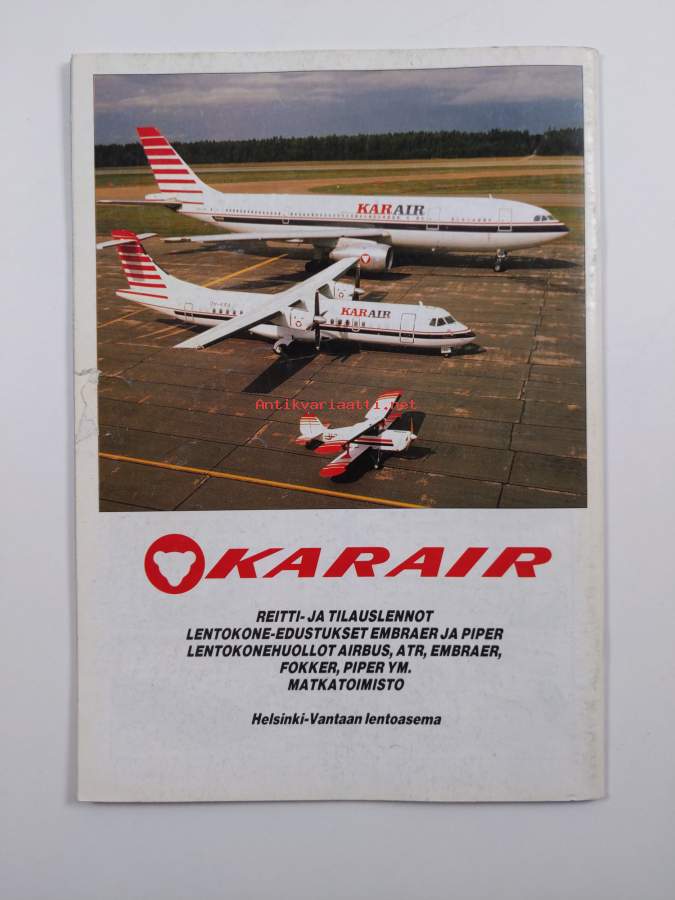 KARAIR
KARAIR
Antikvariaatti.net
KARAIR
REITTI- JA TILAUSLENNOT
LENTOKONE-EDUSTUKSET EMBRAER JA PIPER
LENTOKONEHUOLLOT AIRBUS, ATR, EMBRAER,
FOKKER, PIPER YM.
MATKATOIMISTO
Helsinki-Vantaan lentoasema